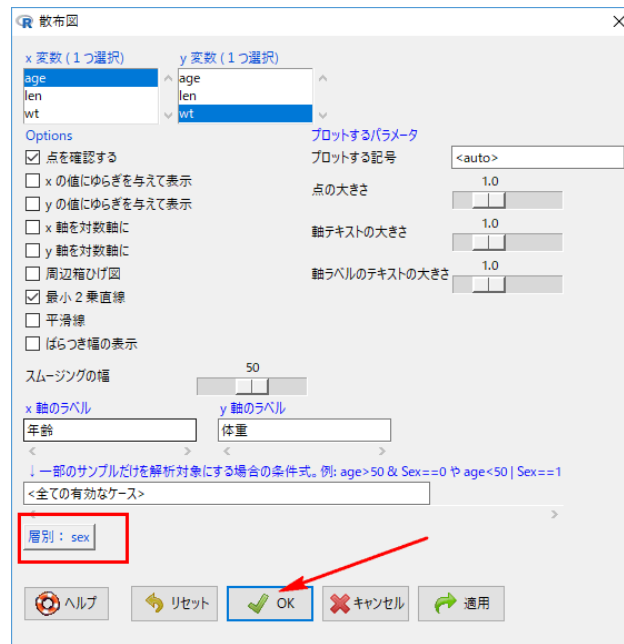 散布図
x 変数 (1つ選択) y 変数 (1つ選択)
age age
len len
wt wt
Options プロットするパラメータ
点を確認する プロットする記号 <auto>
x の値にゆらぎを与えて表示 点の大きさ 1.0
y の値にゆらぎを与えて表示
x 軸を対数軸に 軸テキストの大きさ 1.0
y 軸を対数軸に
周辺箱ひげ図 軸ラベルのテキストの大きさ 1.0
最小2乗直線
平滑線
ばらつき幅の表示
スムージングの幅 50
x 軸のラベル y 軸のラベル
年齢 体重
↓一部のサンプルだけを解析対象にする場合の条件式。例: age>50 & Sex==0 や age<50 | Sex==1
<全ての有効なケース>
層別: sex
ヘルプ リセット OK キャンセル 適用